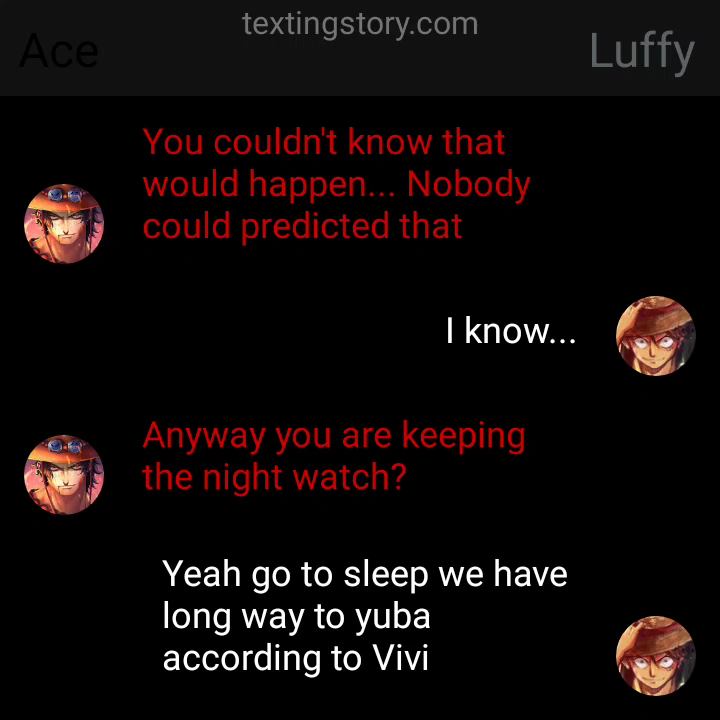 textingstory.com
Ace
Luffy
You couldn't know that
would happen... Nobody
could predicted that
I know...
Anyway you are keeping
the night watch?
Yeah go to sleep we have
long way to yuba
according to Vivi